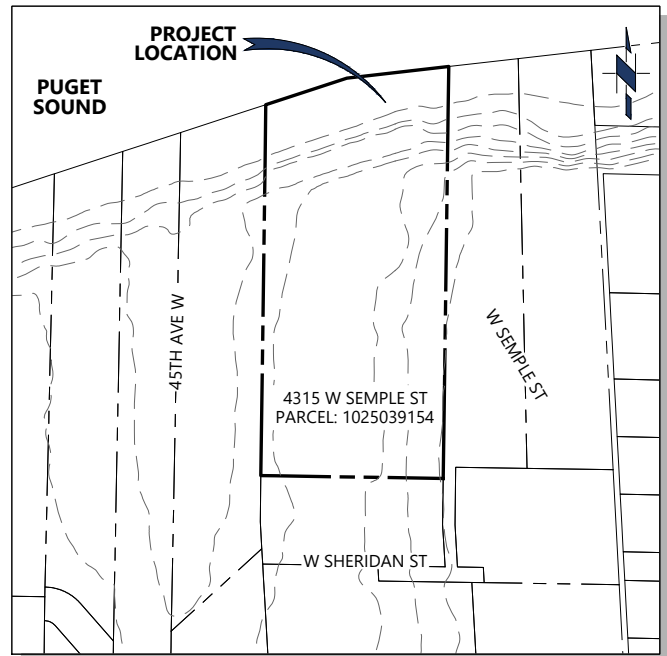 PROJECT
LOCATION
PUGET
SOUND
45TH AVE W
W SEMPLE ST
4315 W SEMPLE ST
PARCEL: 1025039154
W SHERIDAN ST